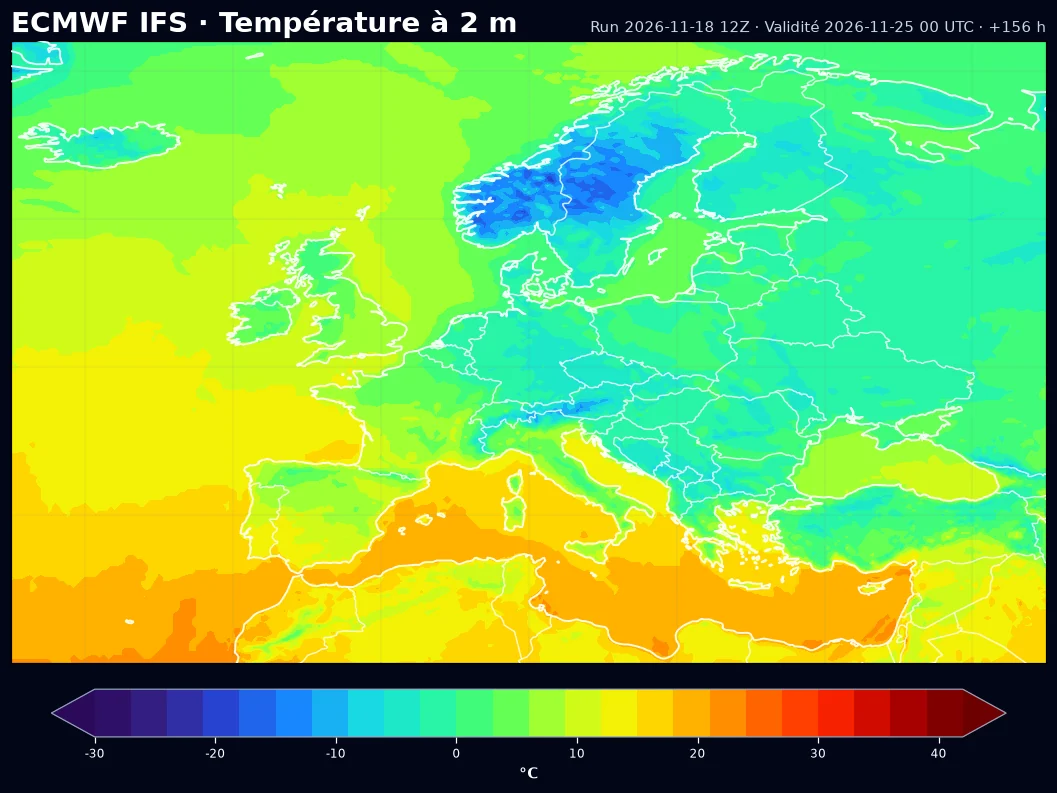 ECMWF IFS · Température à 2 m
Run 2026-11-18 12Z · Validité 2026-11-25 00 UTC · +156 h
-30 -20 -10 0 10 20 30 40
°C